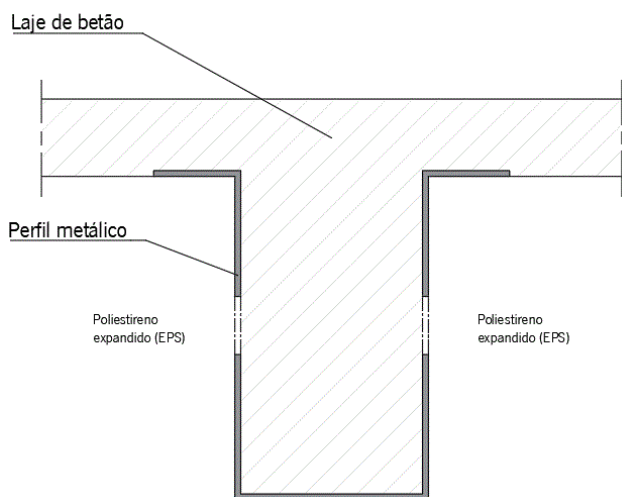 Laje de betão
Perfil metálico
Poliestireno
expandido (EPS)
Poliestireno
expandido (EPS)